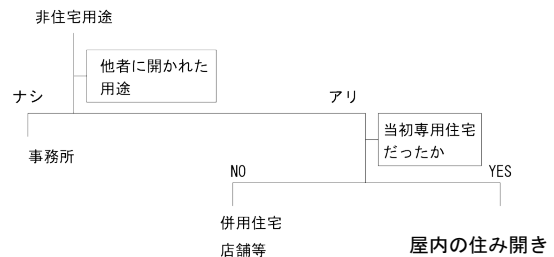 非住宅用途
他者に開かれた
用途
ナシ
アリ
当初専用住宅
だったか
事務所
NO
YES
併用住宅
店舗等
屋内の住み開き